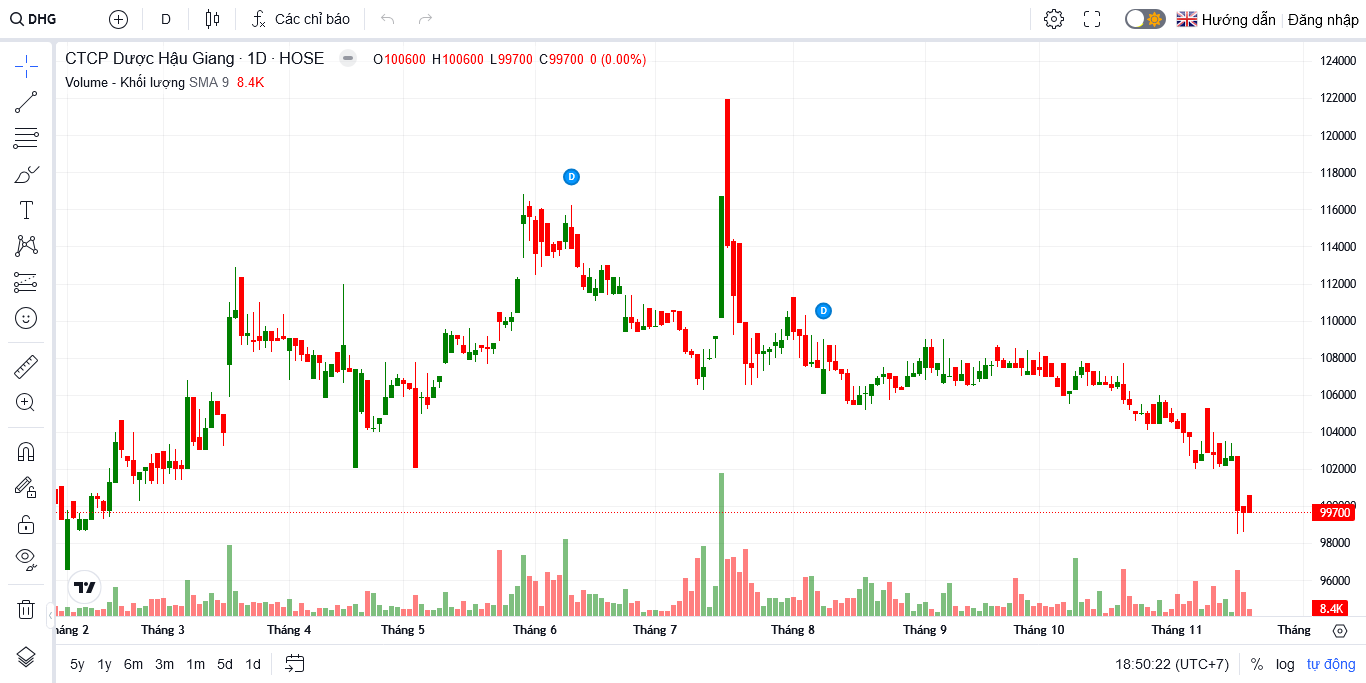 DHG D Các chỉ báo Hướng dẫn Đăng nhập
CTCP Dược Hậu Giang · 1D · HOSE O100600 H100600 L99700 C99700 0 (0.00%)
Volume - Khối lượng SMA 9 8.4K
D
D
124000
122000
120000
118000
116000
114000
112000
110000
108000
106000
104000
102000
99700
98000
96000
8.4K
háng 2 Tháng 3 Tháng 4 Tháng 5 Tháng 6 Tháng 7 Tháng 8 Tháng 9 Tháng 10 Tháng 11 Tháng
5y 1y 6m 3m 1m 5d 1d 18:50:22 (UTC+7) % log tự động